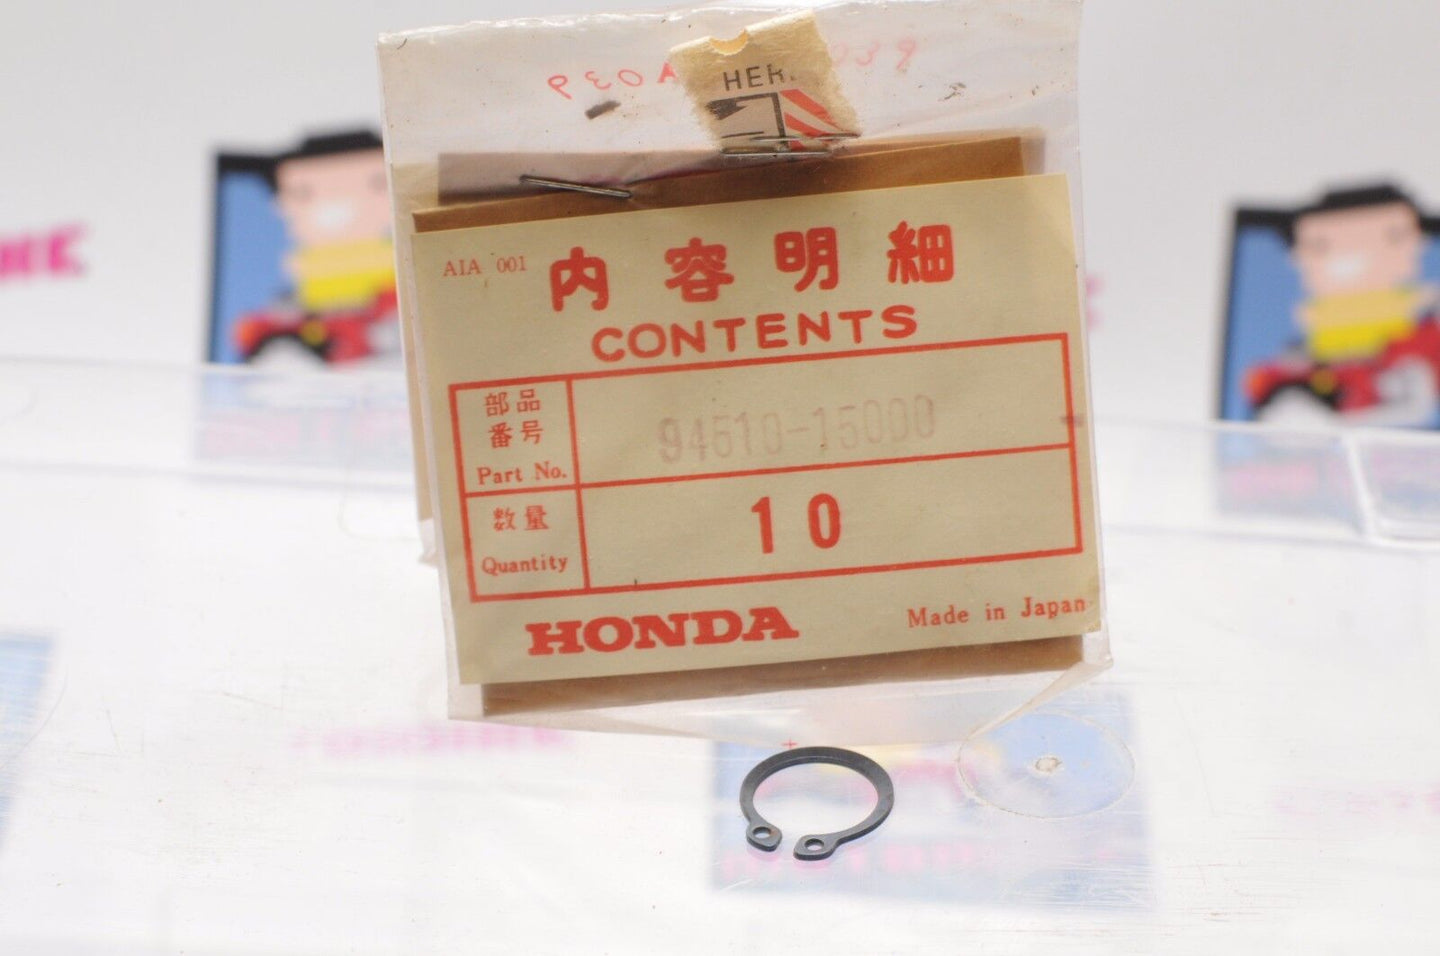 HER
AIA 001
内容明細
CONTENTS
部品
番号
Part No.
94610-15000
数量
Quantity
10
HONDA
Made in Japan